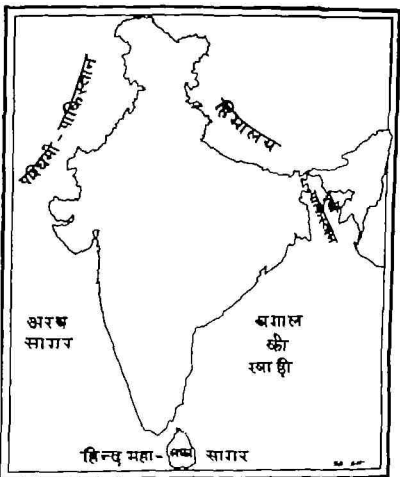 पश्चिमी-पाकिस्तान
हिमालय
पाकिस्तान
अरब
सागर
बंगाल
की
खाड़ी
हिन्द महा-
लंका
सागर